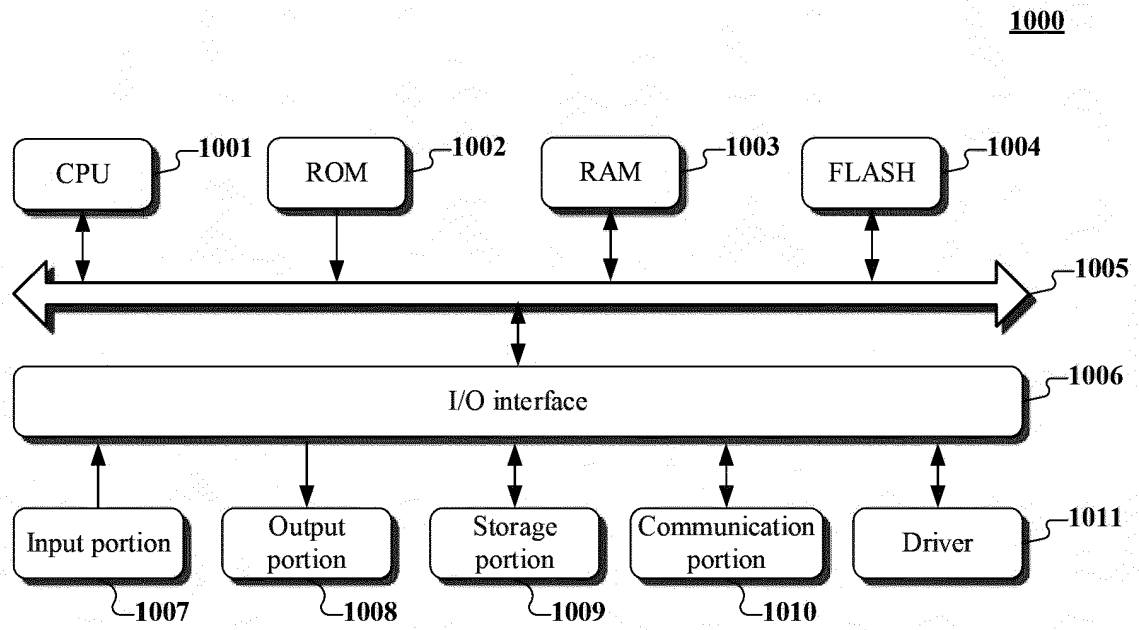 1000
CPU
1001
ROM
1002
RAM
1003
FLASH
1004
1005
I/O interface
1006
Input portion
1007
Output
portion
1008
Storage
portion
1009
Communication
portion
1010
Driver
1011